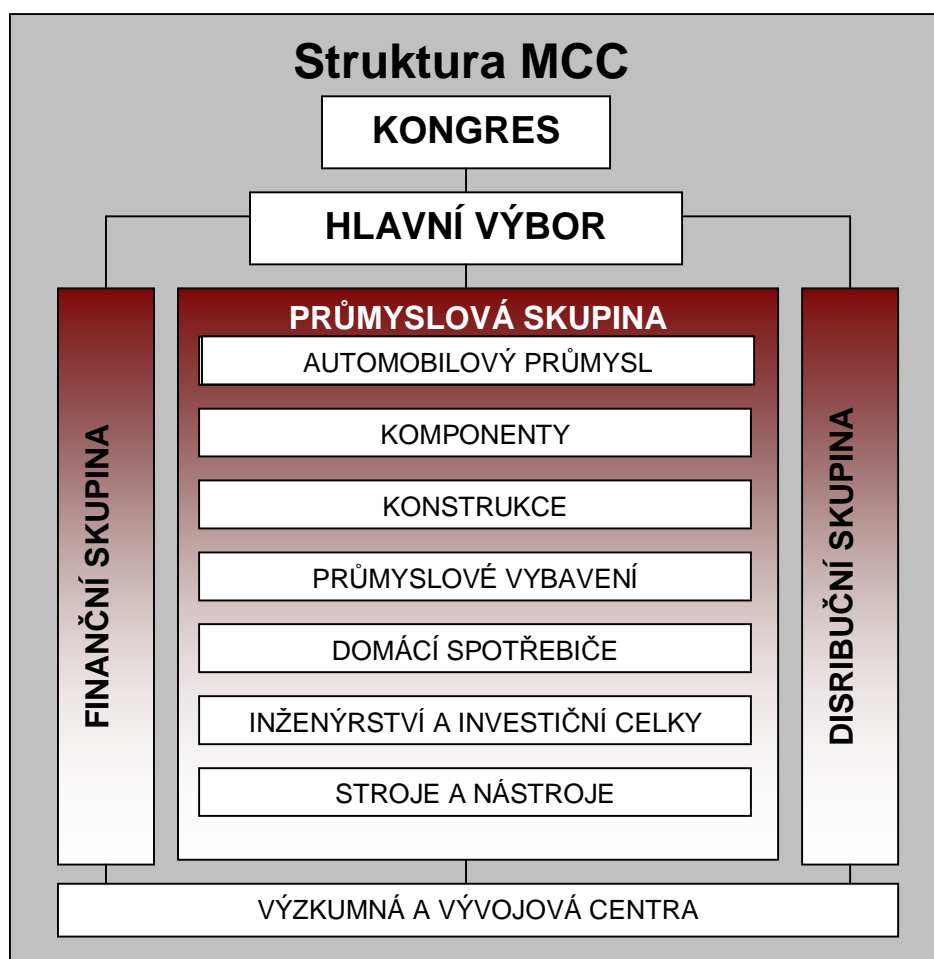 Struktura MCC
KONGRES
HLAVNÍ VÝBOR
FINANČNÍ SKUPINA
PRŮMYSLOVÁ SKUPINA
AUTOMOBILOVÝ PRŮMYSL
KOMPONENTY
KONSTRUKCE
PRŮMYSLOVÉ VYBAVENÍ
DOMÁCÍ SPOTŘEBIČE
INŽENÝRSTVÍ A INVESTIČNÍ CELKY
STROJE A NÁSTROJE
DISRIBUČNÍ SKUPINA
VÝZKUMNÁ A VÝVOJOVÁ CENTRA